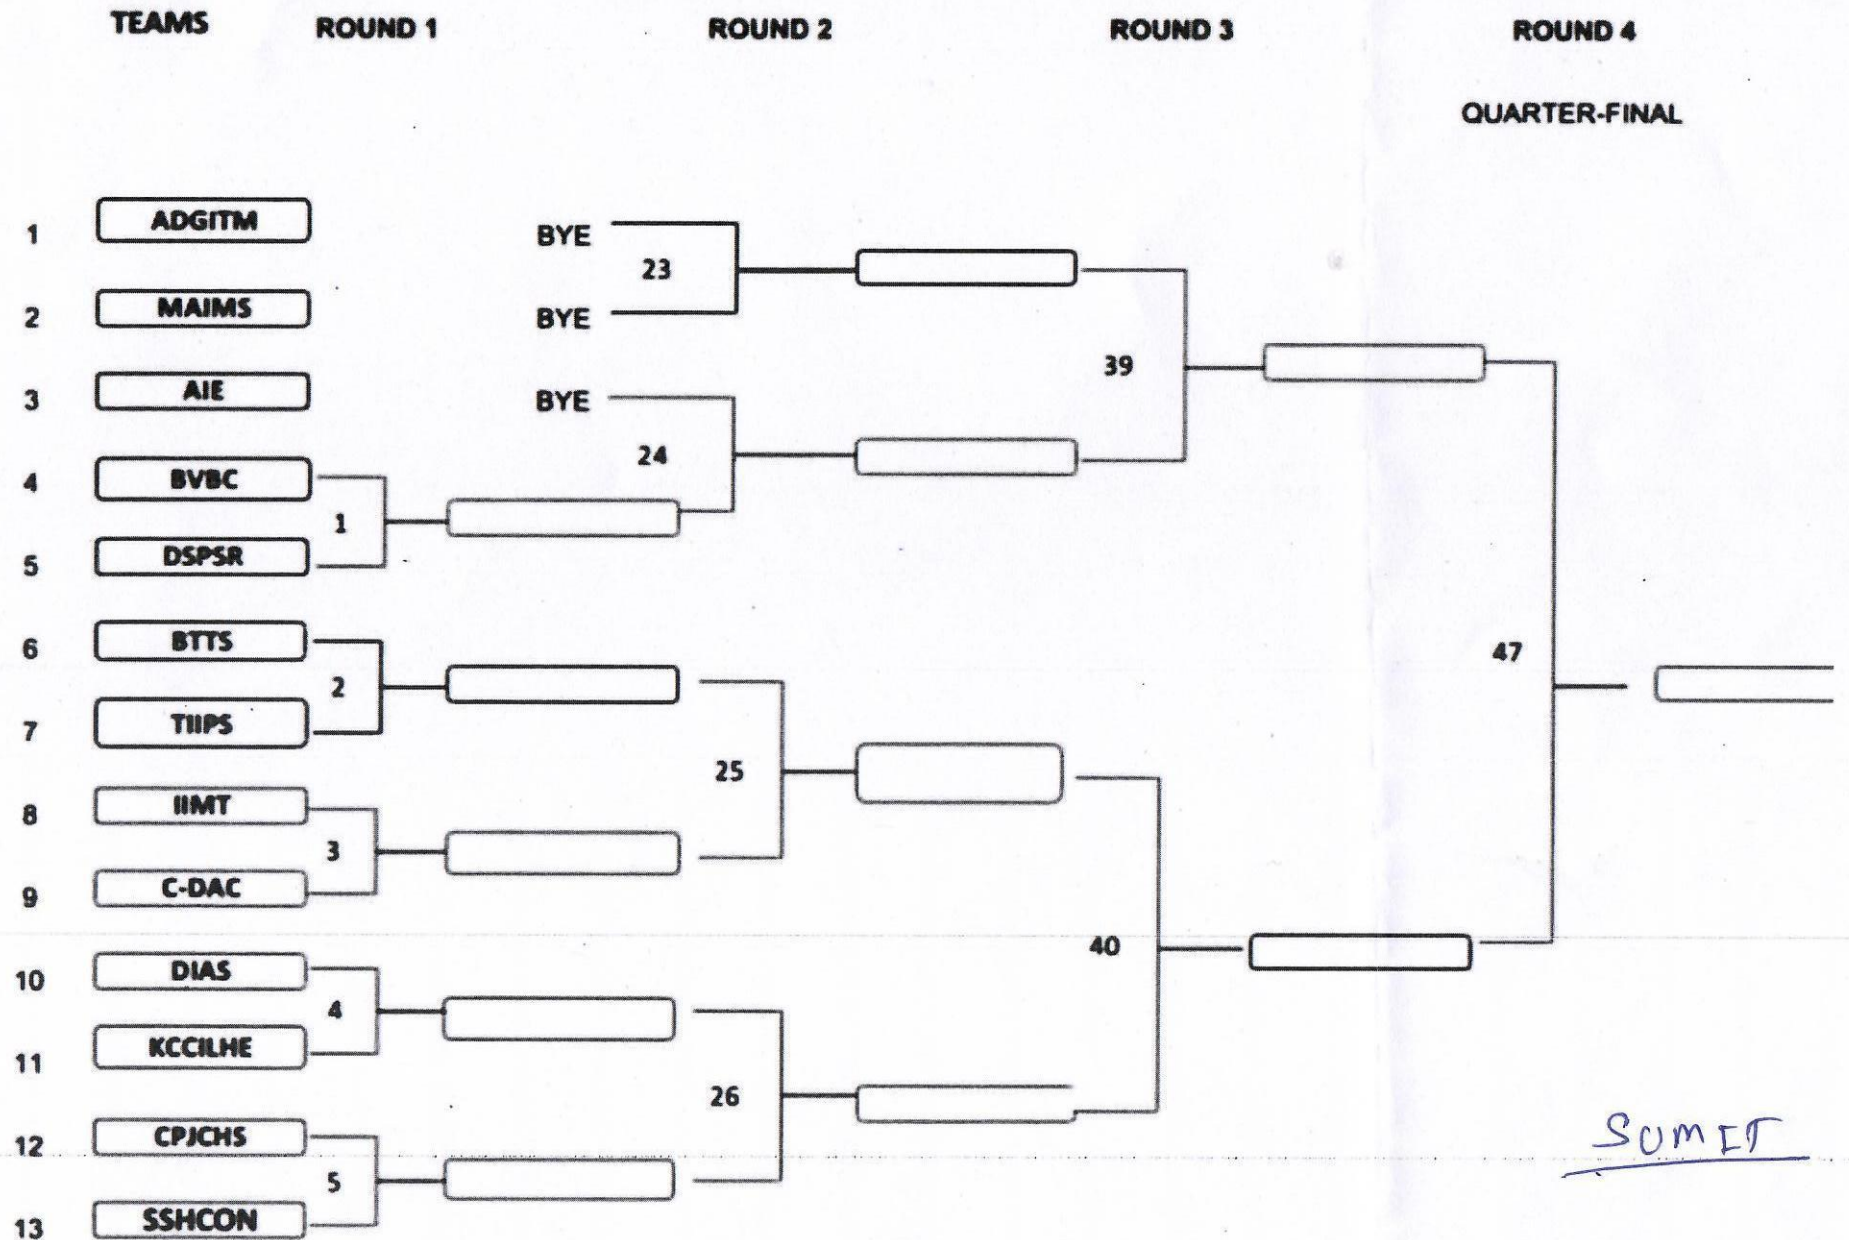 TEAMS ROUND 1 ROUND 2 ROUND 3 ROUND 4
QUARTER-FINAL
1 ADGITM BYE
23
2 MAIMS BYE
39
3 AIE BYE
24
4 BVBC
1
5 DSPSR
6 BTTS
47
2
7 TIIPS
25
8 IIMT
3
9 C-DAC
40
10 DIAS
4
11 KCCILHE
26
12 CPJCHS
SUMIT
5
13 SSHCON